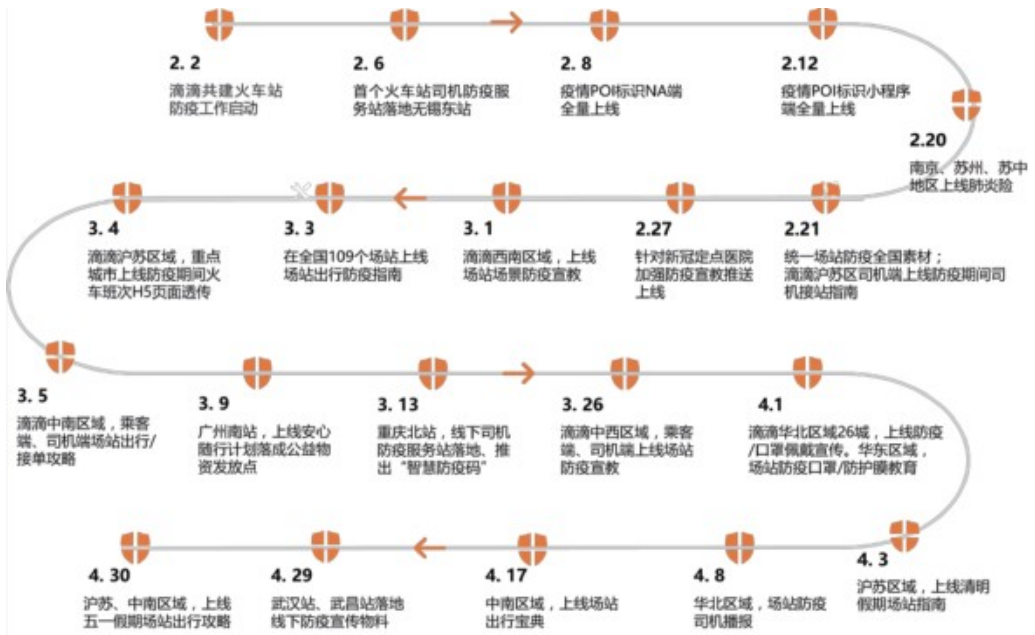 2. 2
滴滴共建火车站
防疫工作启动
2. 6
首个火车站司机防疫服
务站落地无锡东站
2. 8
疫情POI标识NA端
全量上线
2.12
疫情POI标识小程序
端全量上线
2.20
南京、苏州、苏中
地区上线肺炎险
2.21
统一场站防疫全国素材；
滴滴沪苏区司机端上线防疫期间司
机接站指南
2.27
针对新冠定点医院
加强防疫宣教推送
上线
3. 1
滴滴西南区域，上线
场站场景防疫宣教
3. 3
在全国109个场站上线
场站出行防疫指南
3. 4
滴滴沪苏区域，重点
城市上线防疫期间火
车班次H5页面透传
3. 5
滴滴中南区域，乘客
端、司机端场站出行/
接单攻略
3. 9
广州南站，上线安心
随行计划落成公益物
资发放点
3. 13
重庆北站，线下司机
防疫服务站落地、推
出“智慧防疫码”
3. 26
滴滴中西区域，乘客
端、司机端上线场站
防疫宣教
4.1
滴滴华北区域26城，上线防疫
/口罩佩戴宣传。华东区域，
场站防疫口罩/防护膜教育
4. 3
沪苏区域，上线清明
假期场站指南
4. 8
华北区域，场站防疫
司机播报
4. 17
中南区域，上线场站
出行宝典
4. 29
武汉站、武昌站落地
线下防疫宣传物料
4. 30
沪苏、中南区域，上线
五一假期场站出行攻略